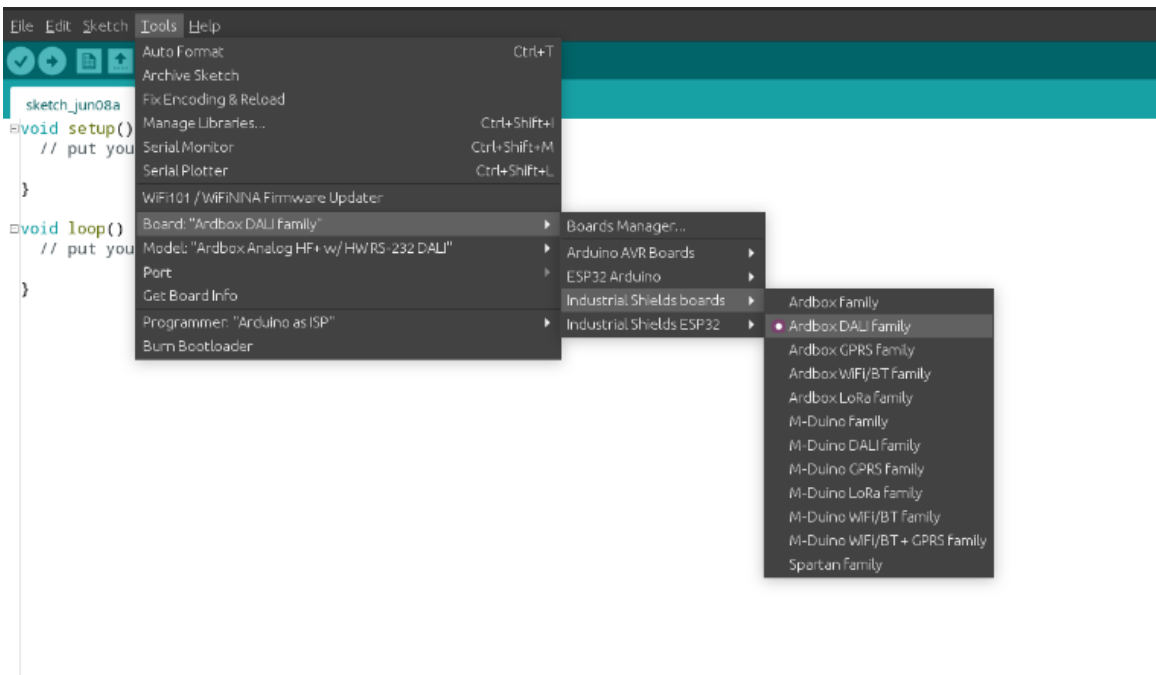 File Edit Sketch Tools Help
sketch_jun08a
void setup()
// put you
}
void loop()
// put you
}
Auto Format Ctrl+T
Archive Sketch
Fix Encoding & Reload
Manage Libraries... Ctrl+Shift+I
Serial Monitor Ctrl+Shift+M
Serial Plotter Ctrl+Shift+L
WiFi101 / WiFiNINA Firmware Updater
Board: "Ardbox DALI family"
Model: "Ardbox Analog HF+ w/ HW RS-232 DALI"
Port
Get Board Info
Programmer: "Arduino as ISP"
Burn Bootloader
Boards Manager...
Arduino AVR Boards
ESP32 Arduino
Industrial Shields boards
Industrial Shields ESP32
Ardbox family
Ardbox DALI family
Ardbox GPRS family
Ardbox WiFi/BT family
Ardbox LoRa family
M-Duino family
M-Duino DALI family
M-Duino GPRS family
M-Duino LoRa family
M-Duino WiFi/BT family
M-Duino WiFi/BT + GPRS family
Spartan family